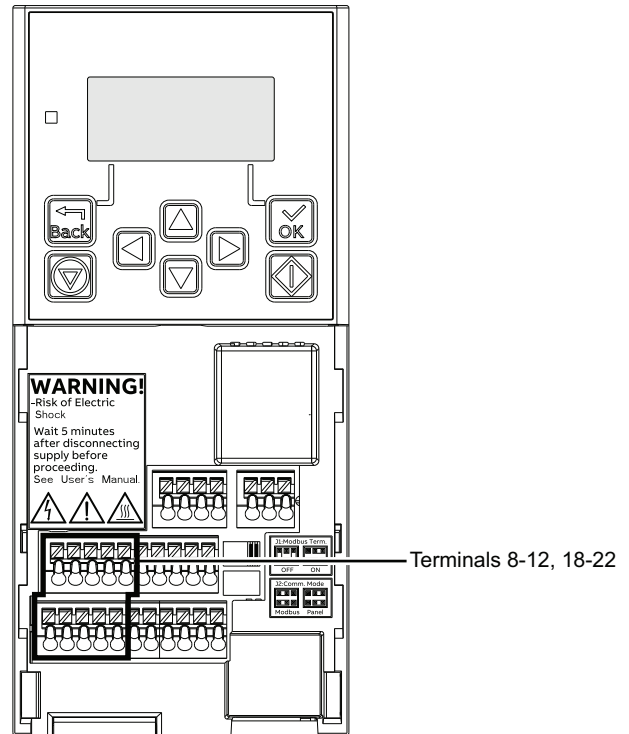 Back
OK
WARNING!
-Risk of Electric
Shock
Wait 5 minutes
after disconnecting
supply before
proceeding.
See User's Manual.
J1:Modbus Term.
OFF ON
Terminals 8-12, 18-22
J2:Comm. Mode
Modbus Panel